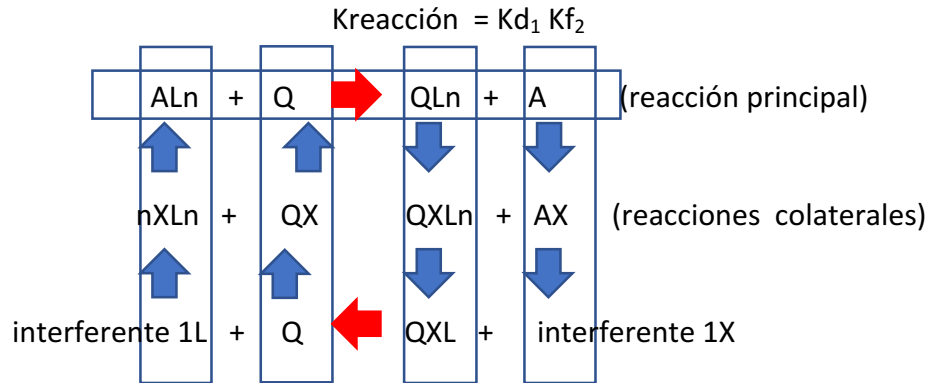 Kreacción = Kd₁ Kf₂
ALn + Q QLn + A (reacción principal)
nXLn + QX QXLn + AX (reacciones colaterales)
interferente 1L + Q QXL + interferente 1X